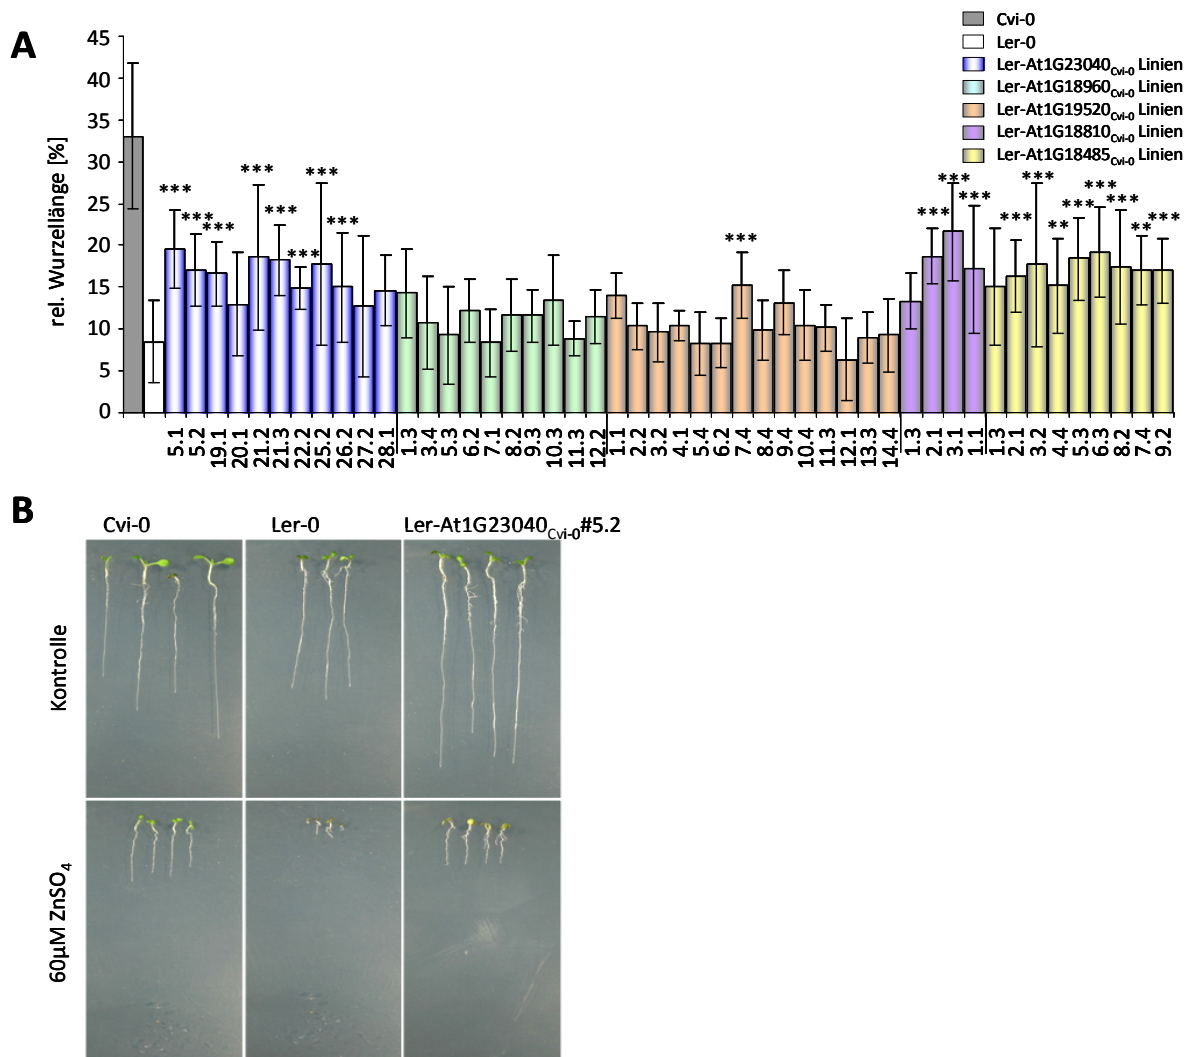 A
Cvi-0
Ler-0
Ler-At1G23040Cvi-0 Linien
Ler-At1G18960Cvi-0 Linien
Ler-At1G19520Cvi-0 Linien
Ler-At1G18810Cvi-0 Linien
Ler-At1G18485Cvi-0 Linien
rel. Wurzellänge [%]
45
40
35
30
25
20
15
10
5
0
*** *** *** *** *** *** *** *** *** *** *** *** *** *** ** *** *** *** ** ***
5.1 5.2 19.1 20.1 21.2 21.3 22.2 25.2 26.2 27.2 28.1 1.3 3.4 5.3 6.2 7.1 8.2 9.3 10.3 11.3 12.2 1.1 2.2 3.2 4.1 5.4 6.2 7.4 8.4 9.4 10.4 11.3 12.1 13.3 14.4 1.3 2.1 3.1 1.1 1.3 2.1 3.2 4.4 5.3 6.3 8.2 7.4 9.2
B
Cvi-0 Ler-0 Ler-At1G23040Cvi-0#5.2
Kontrolle
60µM ZnSO4